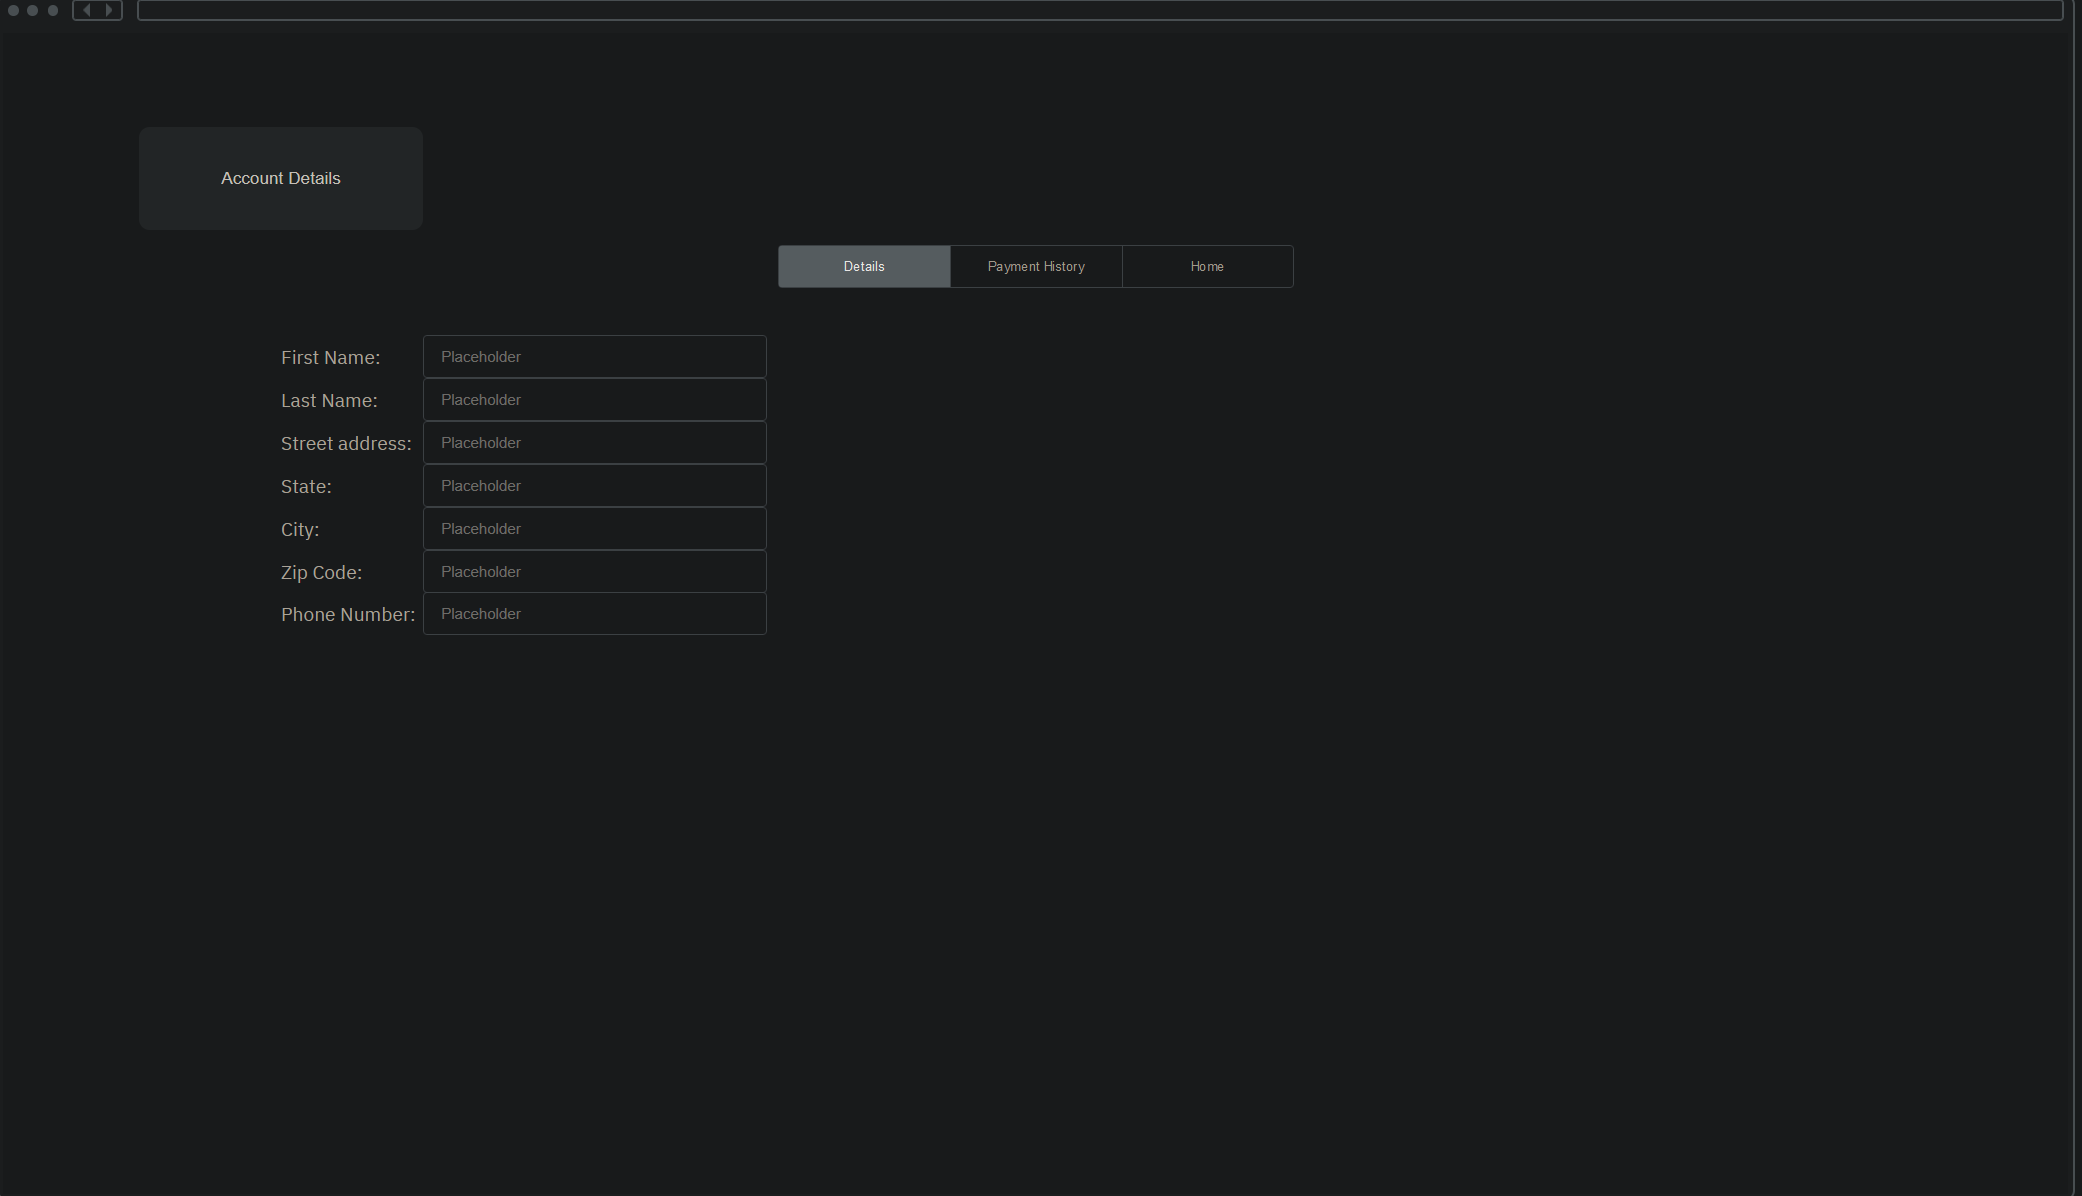 Account Details
Details Payment History Home
First Name: Placeholder
Last Name: Placeholder
Street address: Placeholder
State: Placeholder
City: Placeholder
Zip Code: Placeholder
Phone Number: Placeholder